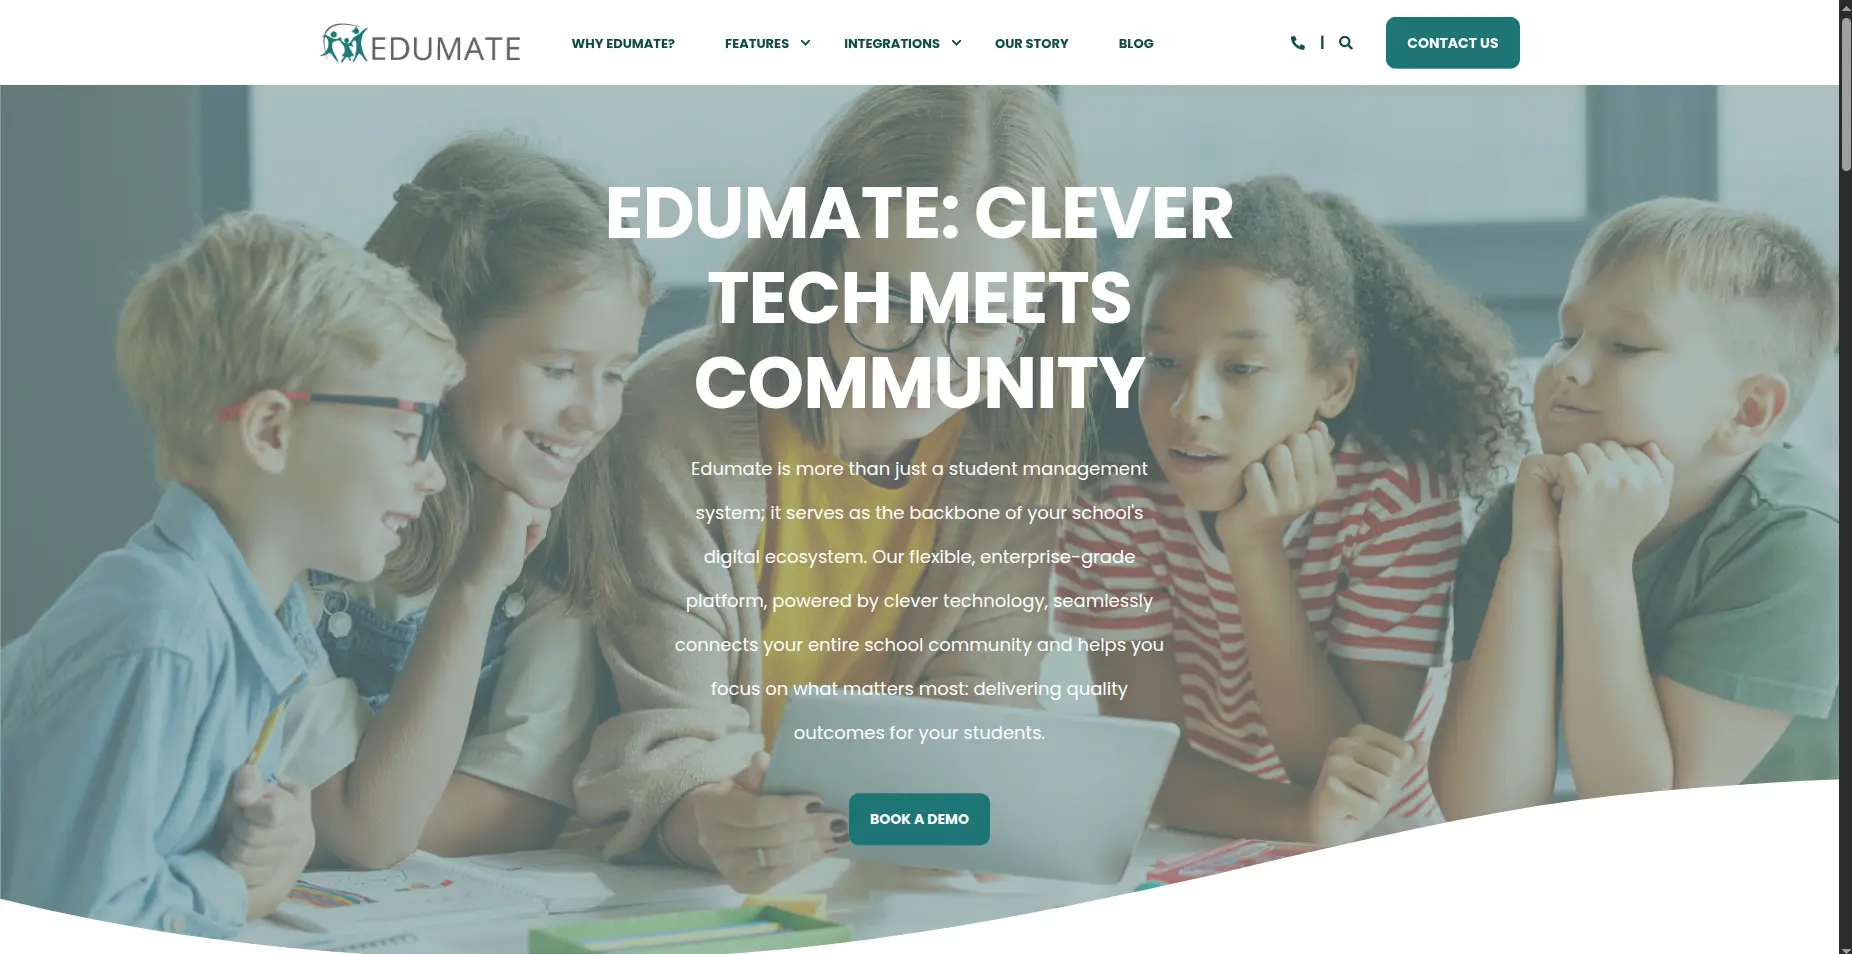 EDUMATE
WHY EDUMATE?
FEATURES
INTEGRATIONS
OUR STORY
BLOG
CONTACT US
EDUMATE: CLEVER
TECH MEETS
COMMUNITY
Edumate is more than just a student management
system; it serves as the backbone of your school's
digital ecosystem. Our flexible, enterprise-grade
platform, powered by clever technology, seamlessly
connects your entire school community and helps you
focus on what matters most: delivering quality
outcomes for your students.
BOOK A DEMO